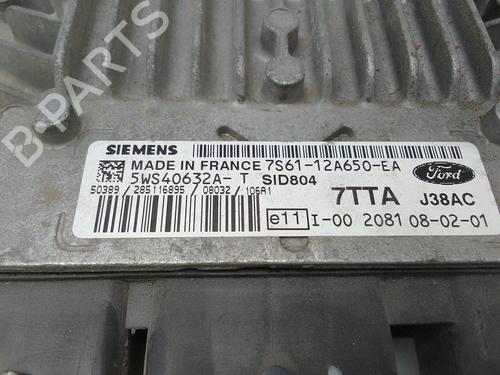 B-PARTS
SIEMENS
MADE IN FRANCE 7S61-12A650-EA
5WS40632A-T SID804
50389 / 285116895 / 08032 / 106A1
Ford
7TTA J38AC
e11 I-00 2081 08-02-01